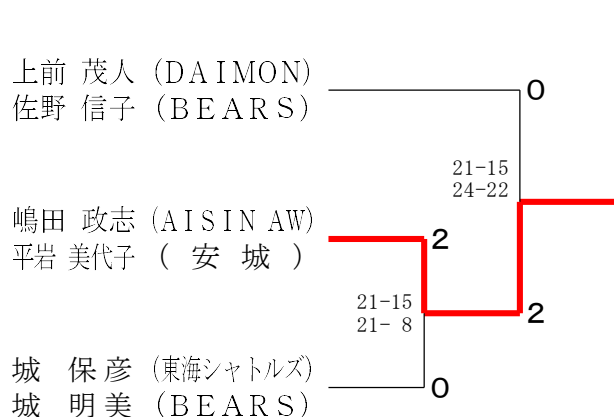 上前 茂人 (DAIMON)
佐野 信子 (BEARS)
0
21-15
24-22
嶋田 政志 (AISIN AW)
平岩 美代子 ( 安 城 )
2
21-15
21- 8
2
城 保彦 (東海シャトルズ)
城 明美 (BEARS)
0